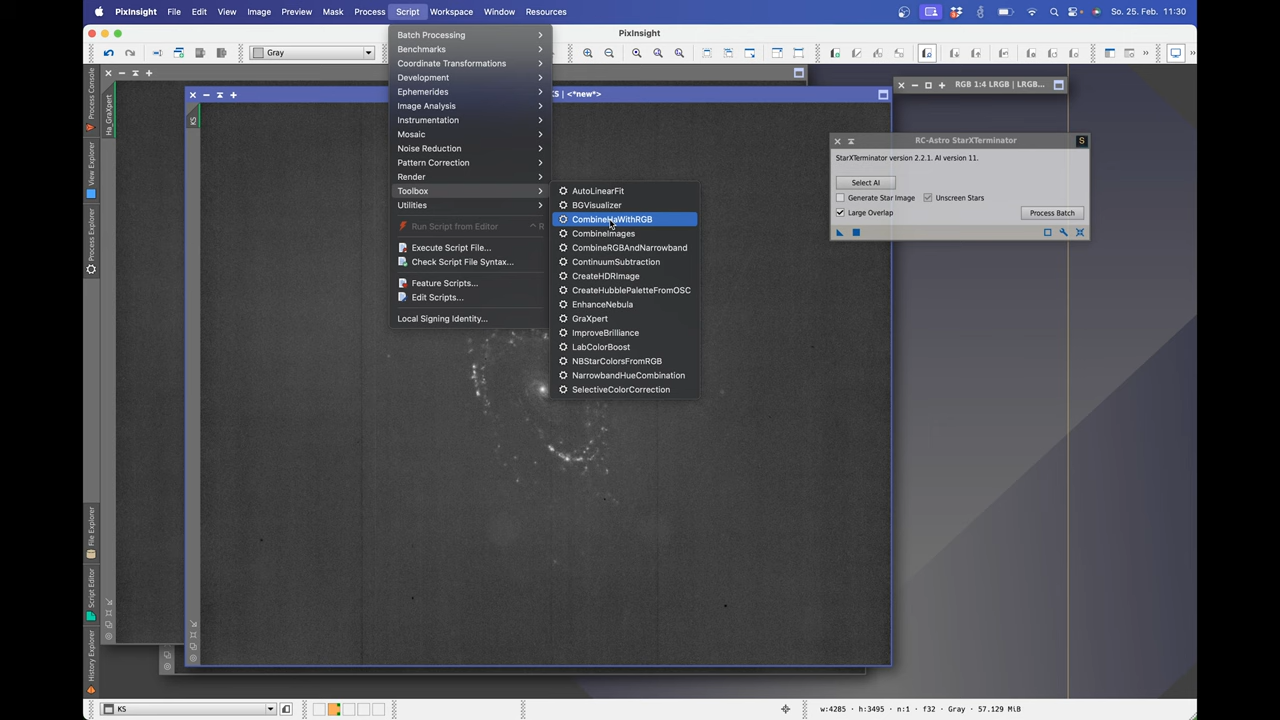 PixInsight File Edit View Image Preview Mask Process Script Workspace Window Resources So. 25. Feb. 11:30
PixInsight
Gray
Process Console
View Explorer
Process Explorer
File Explorer
Script Editor
History Explorer
Ha_GraXpert
KS
KS | <*new*>
RGB 1:4 LRGB | LRGB...
Batch Processing
Benchmarks
Coordinate Transformations
Development
Ephemerides
Image Analysis
Instrumentation
Mosaic
Noise Reduction
Pattern Correction
Render
Toolbox
Utilities
Run Script from Editor ^ R
Execute Script File...
Check Script File Syntax...
Feature Scripts...
Edit Scripts...
Local Signing Identity...
AutoLinearFit
BGVisualizer
CombineHaWithRGB
CombineImages
CombineRGBAndNarrowband
ContinuumSubtraction
CreateHDRImage
CreateHubblePaletteFromOSC
EnhanceNebula
GraXpert
ImproveBrilliance
LabColorBoost
NBStarColorsFromRGB
NarrowbandHueCombination
SelectiveColorCorrection
RC-Astro StarXTerminator
S
StarXTerminator version 2.2.1. AI version 11.
Select AI
Generate Star Image Unscreen Stars
Large Overlap Process Batch
KS
w:4285 h:3495 n:1 f32 Gray 57.129 MiB